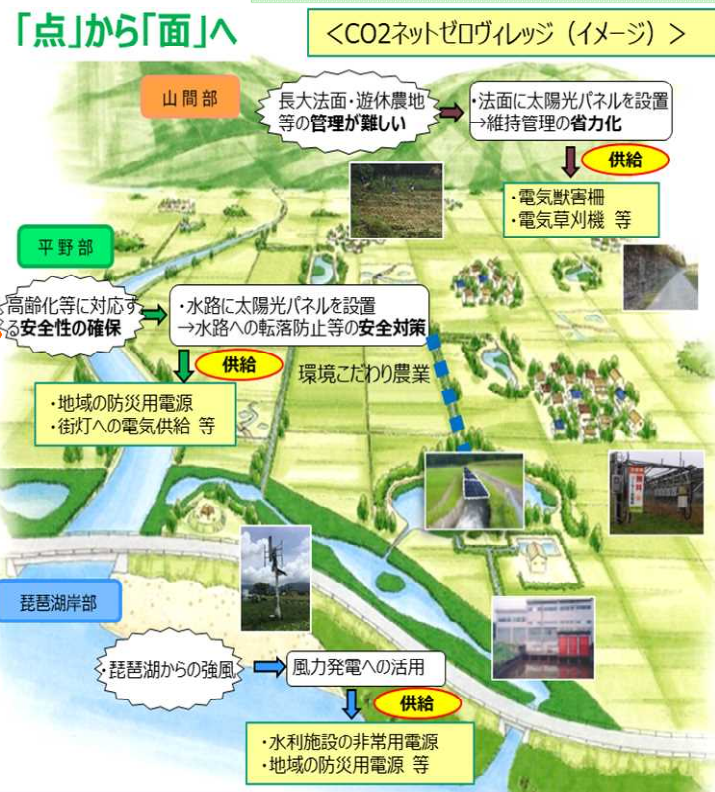 「点」から「面」へ
<CO2ネットゼロヴィレッジ（イメージ）>
山間部
長大法面・遊休農地
等の管理が難しい
・法面に太陽光パネルを設置
→維持管理の省力化
供給
・電気獣害柵
・電気草刈機 等
平野部
高齢化等に対応す
る安全性の確保
・水路に太陽光パネルを設置
→水路への転落防止等の安全対策
供給
環境こだわり農業
・地域の防災用電源
・街灯への電気供給 等
琵琶湖岸部
・琵琶湖からの強風
風力発電への活用
供給
・水利施設の非常用電源
・地域の防災用電源 等